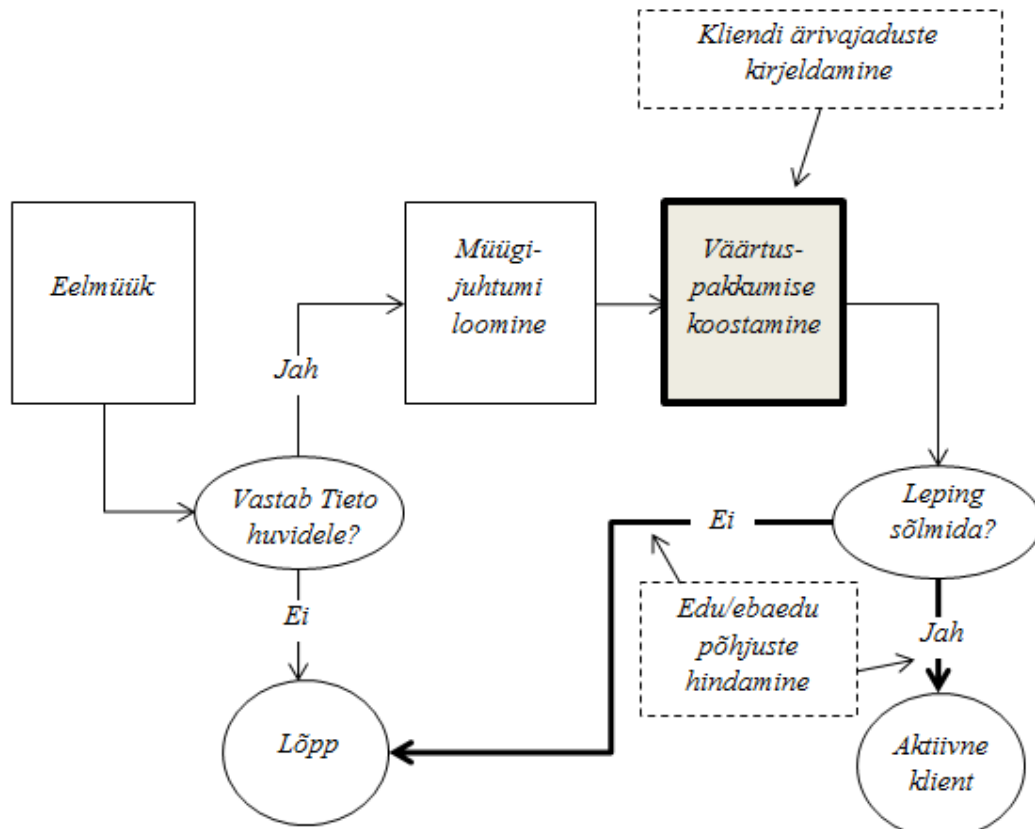 Kliendi ärivajaduste
kirjeldamine
Eelmüük
Müügi-
juhtumi
loomine
Väärtus-
pakkumise
koostamine
Jah
Vastab Tieto
huvidele?
Leping
sõlmida?
Ei
Ei
Edu/ebaedu
põhjuste
hindamine
Jah
Lõpp
Aktiivne
klient